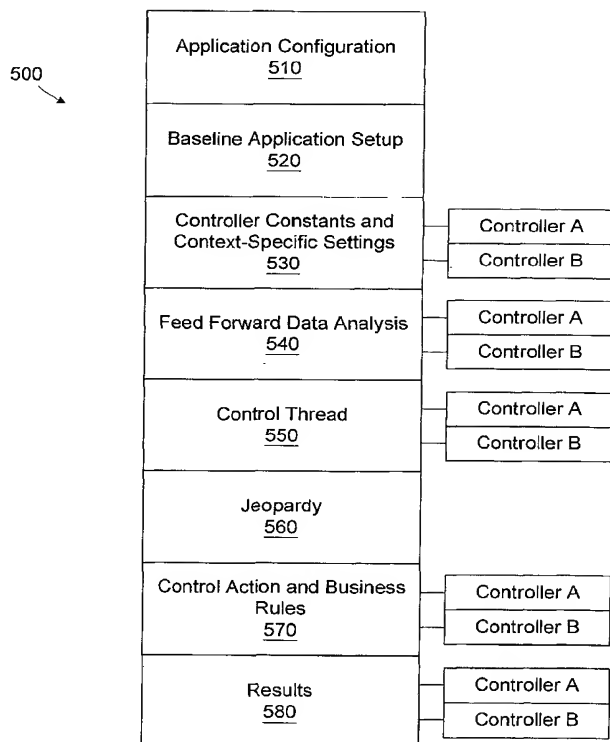 500
Application Configuration
510
Baseline Application Setup
520
Controller Constants and
Context-Specific Settings
530
Controller A
Controller B
Feed Forward Data Analysis
540
Controller A
Controller B
Control Thread
550
Controller A
Controller B
Jeopardy
560
Control Action and Business
Rules
570
Controller A
Controller B
Results
580
Controller A
Controller B